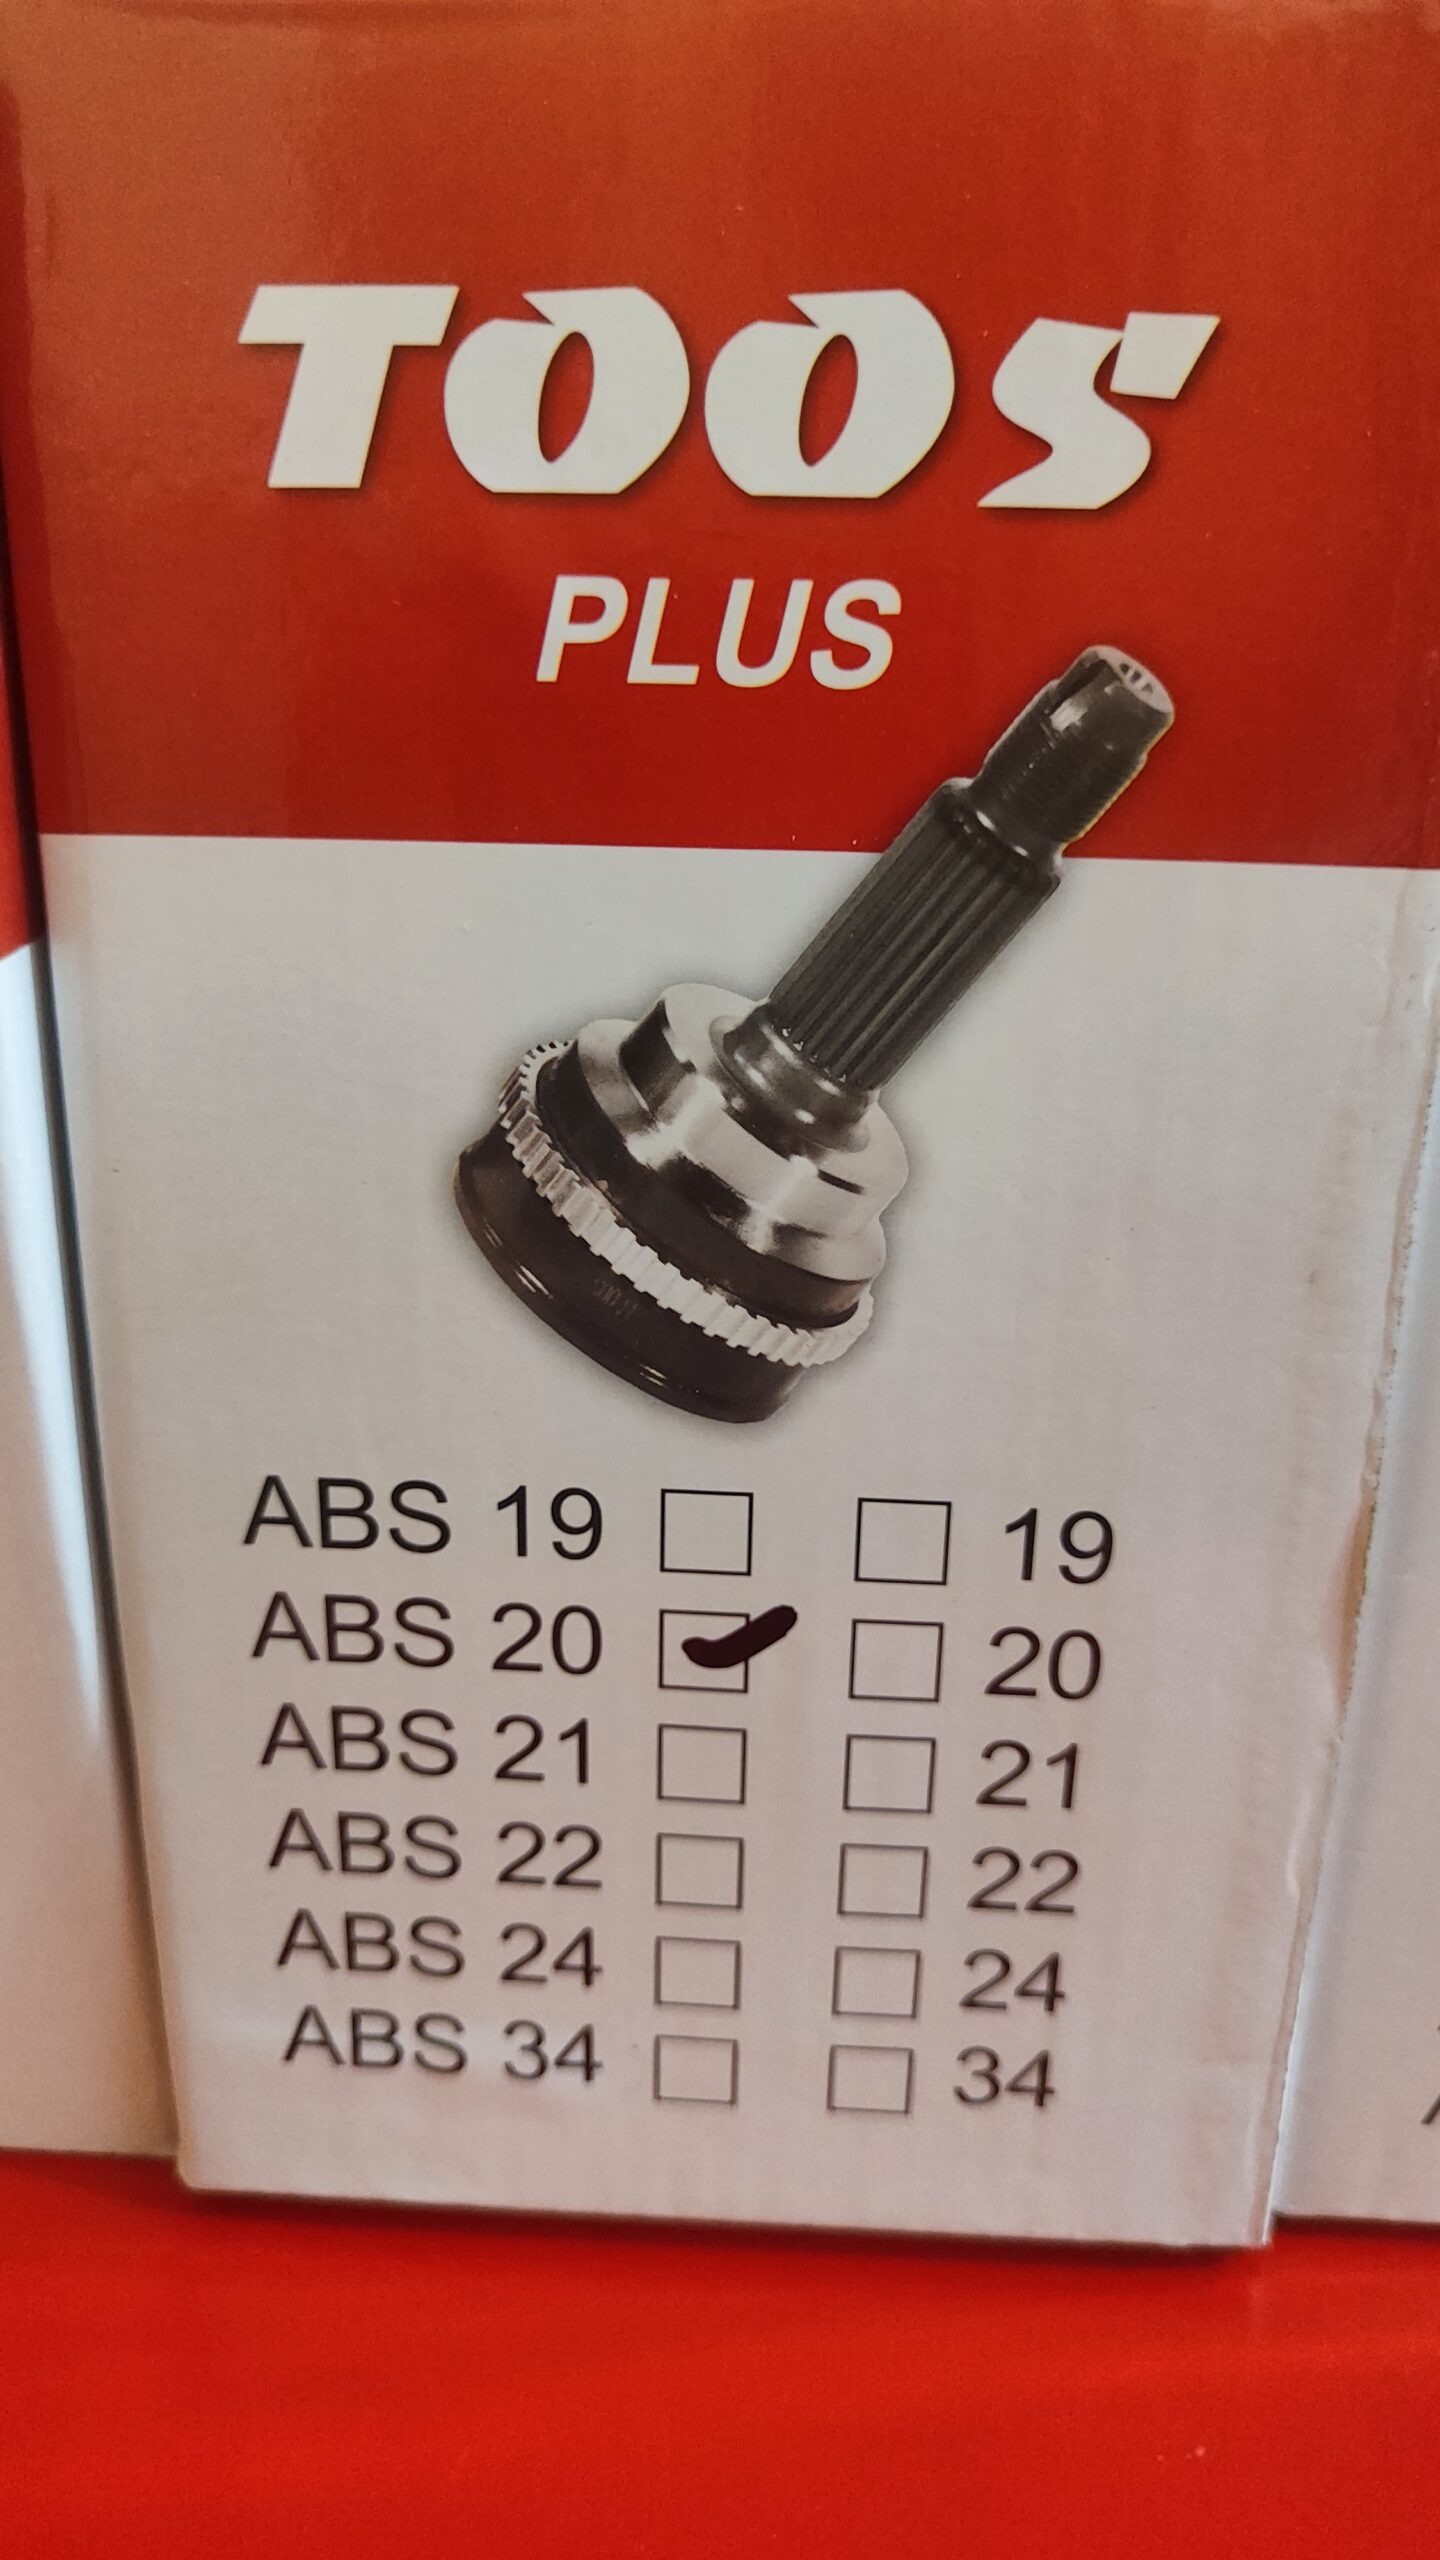 TOOS
PLUS
ABS 19 19
ABS 20 20
ABS 21 21
ABS 22 22
ABS 24 24
ABS 34 34